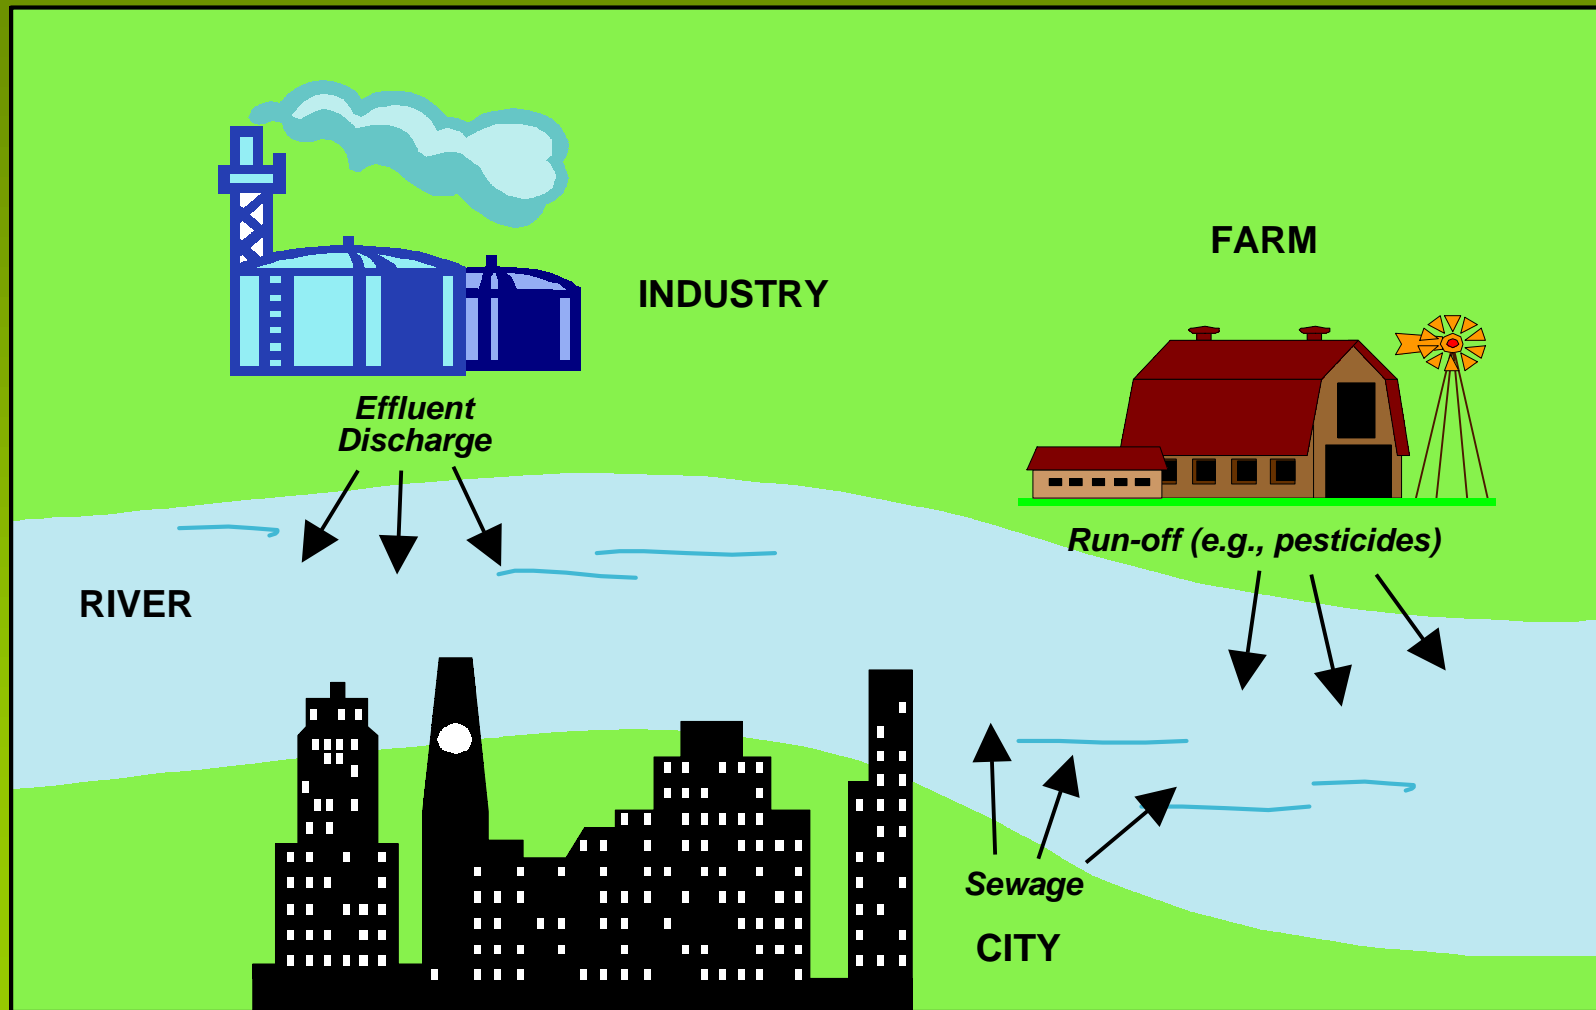 FARM
INDUSTRY
Effluent
Discharge
Run-off (e.g., pesticides)
RIVER
Sewage
CITY